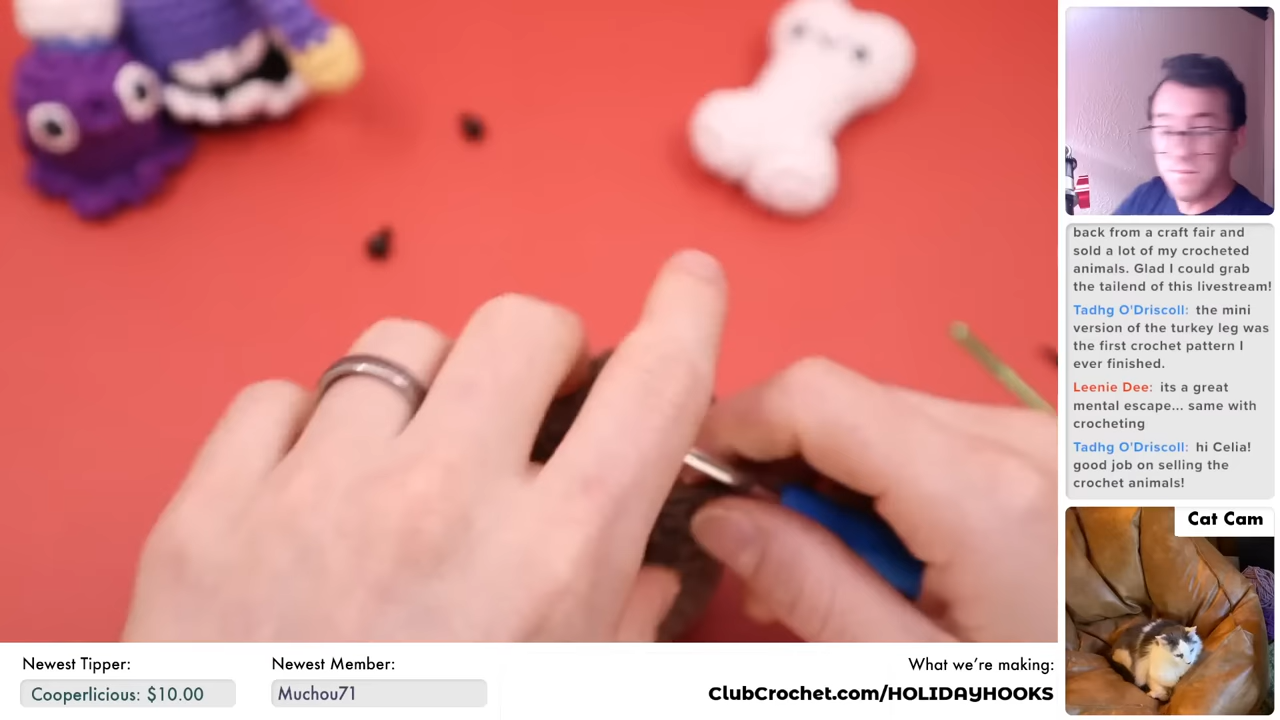 back from a craft fair and
sold a lot of my crocheted
animals. Glad I could grab
the tailend of this livestream!
Tadhg O'Driscoll: the mini
version of the turkey leg was
the first crochet pattern I
ever finished.
Leenie Dee: its a great
mental escape... same with
crocheting
Tadhg O'Driscoll: hi Celia!
good job on selling the
crochet animals!
Cat Cam
Newest Tipper:
Cooperlicious: $10.00
Newest Member:
Muchou71
What we're making:
ClubCrochet.com/HOLIDAYHOOKS